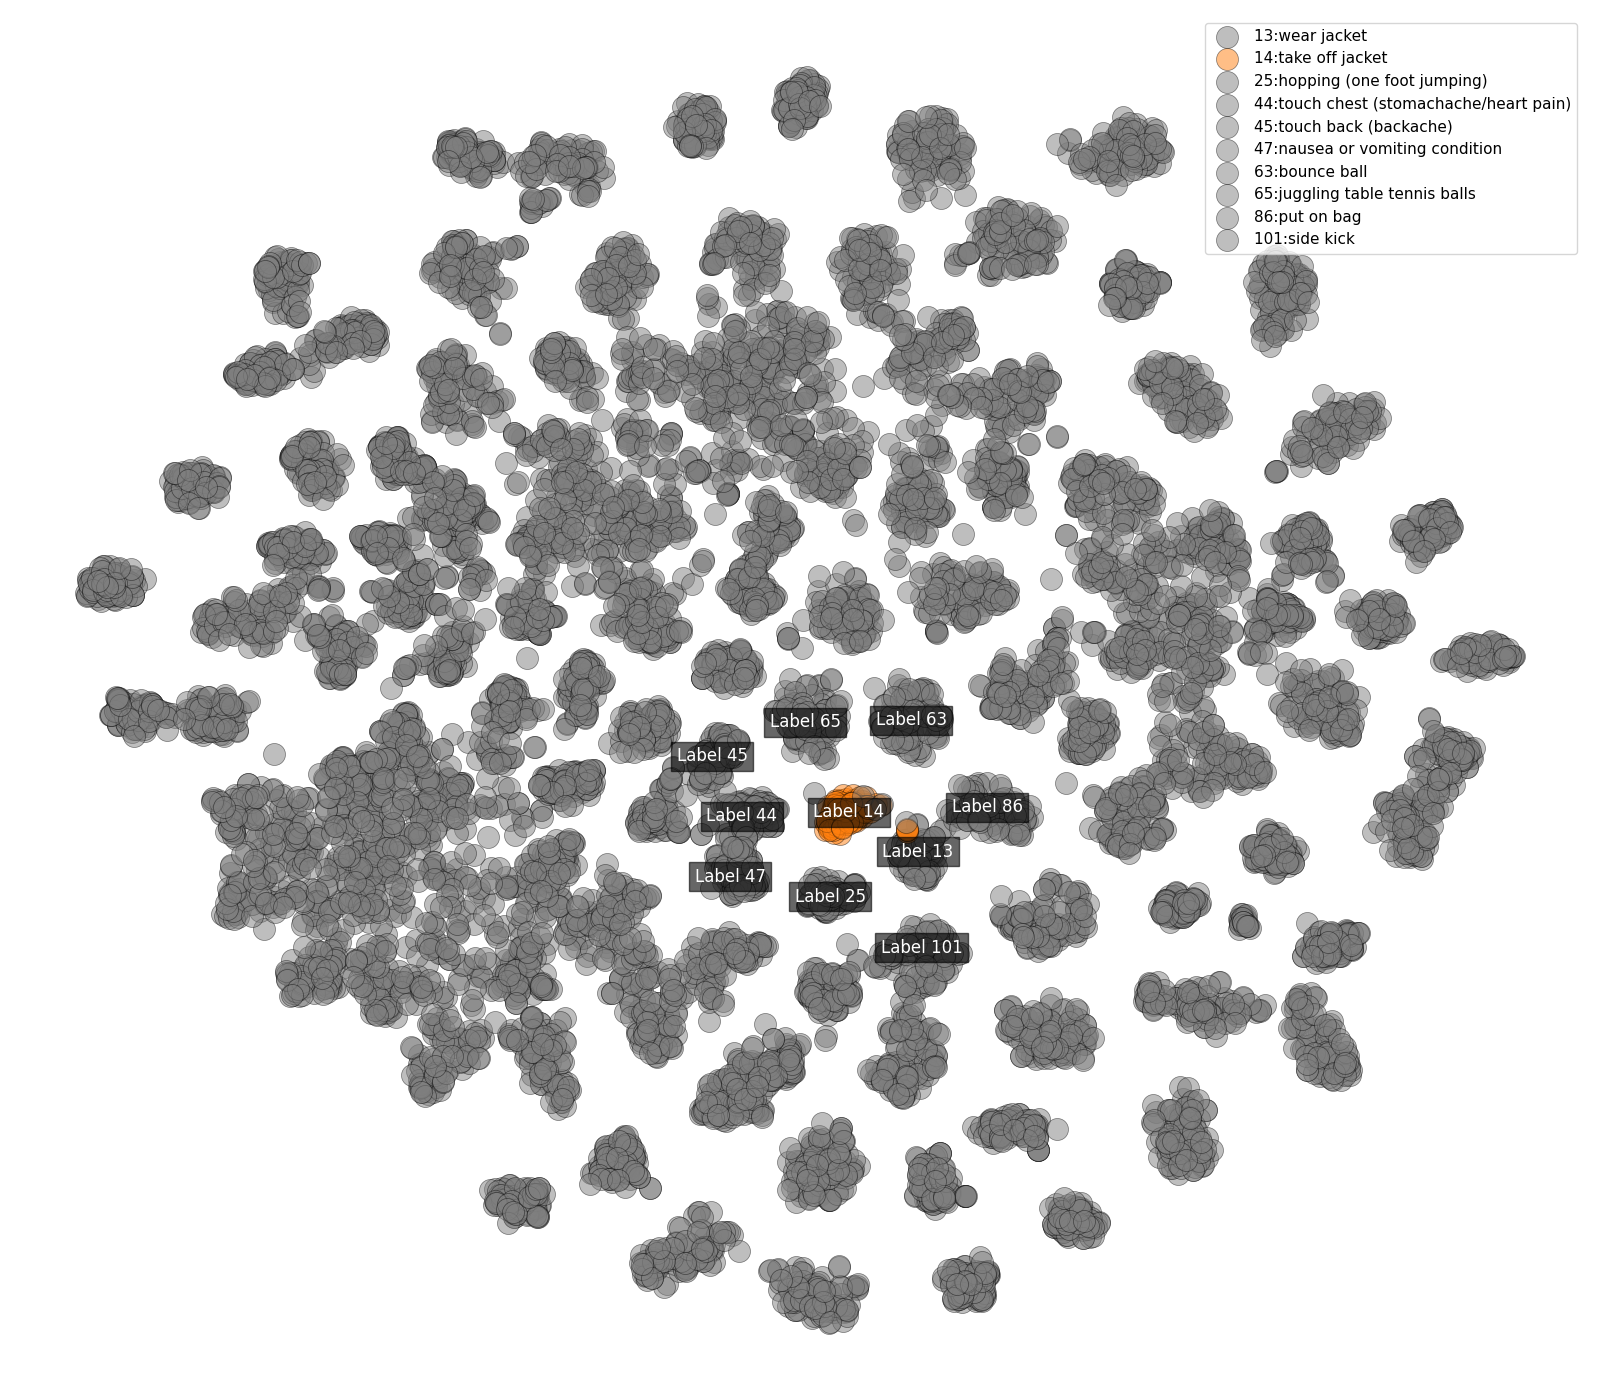 13:wear jacket
14:take off jacket
25:hopping (one foot jumping)
44:touch chest (stomachache/heart pain)
45:touch back (backache)
47:nausea or vomiting condition
63:bounce ball
65:juggling table tennis balls
86:put on bag
101:side kick
Label 65
Label 63
Label 45
Label 86
Label 14
Label 44
Label 13
Label 47
Label 25
Label 101